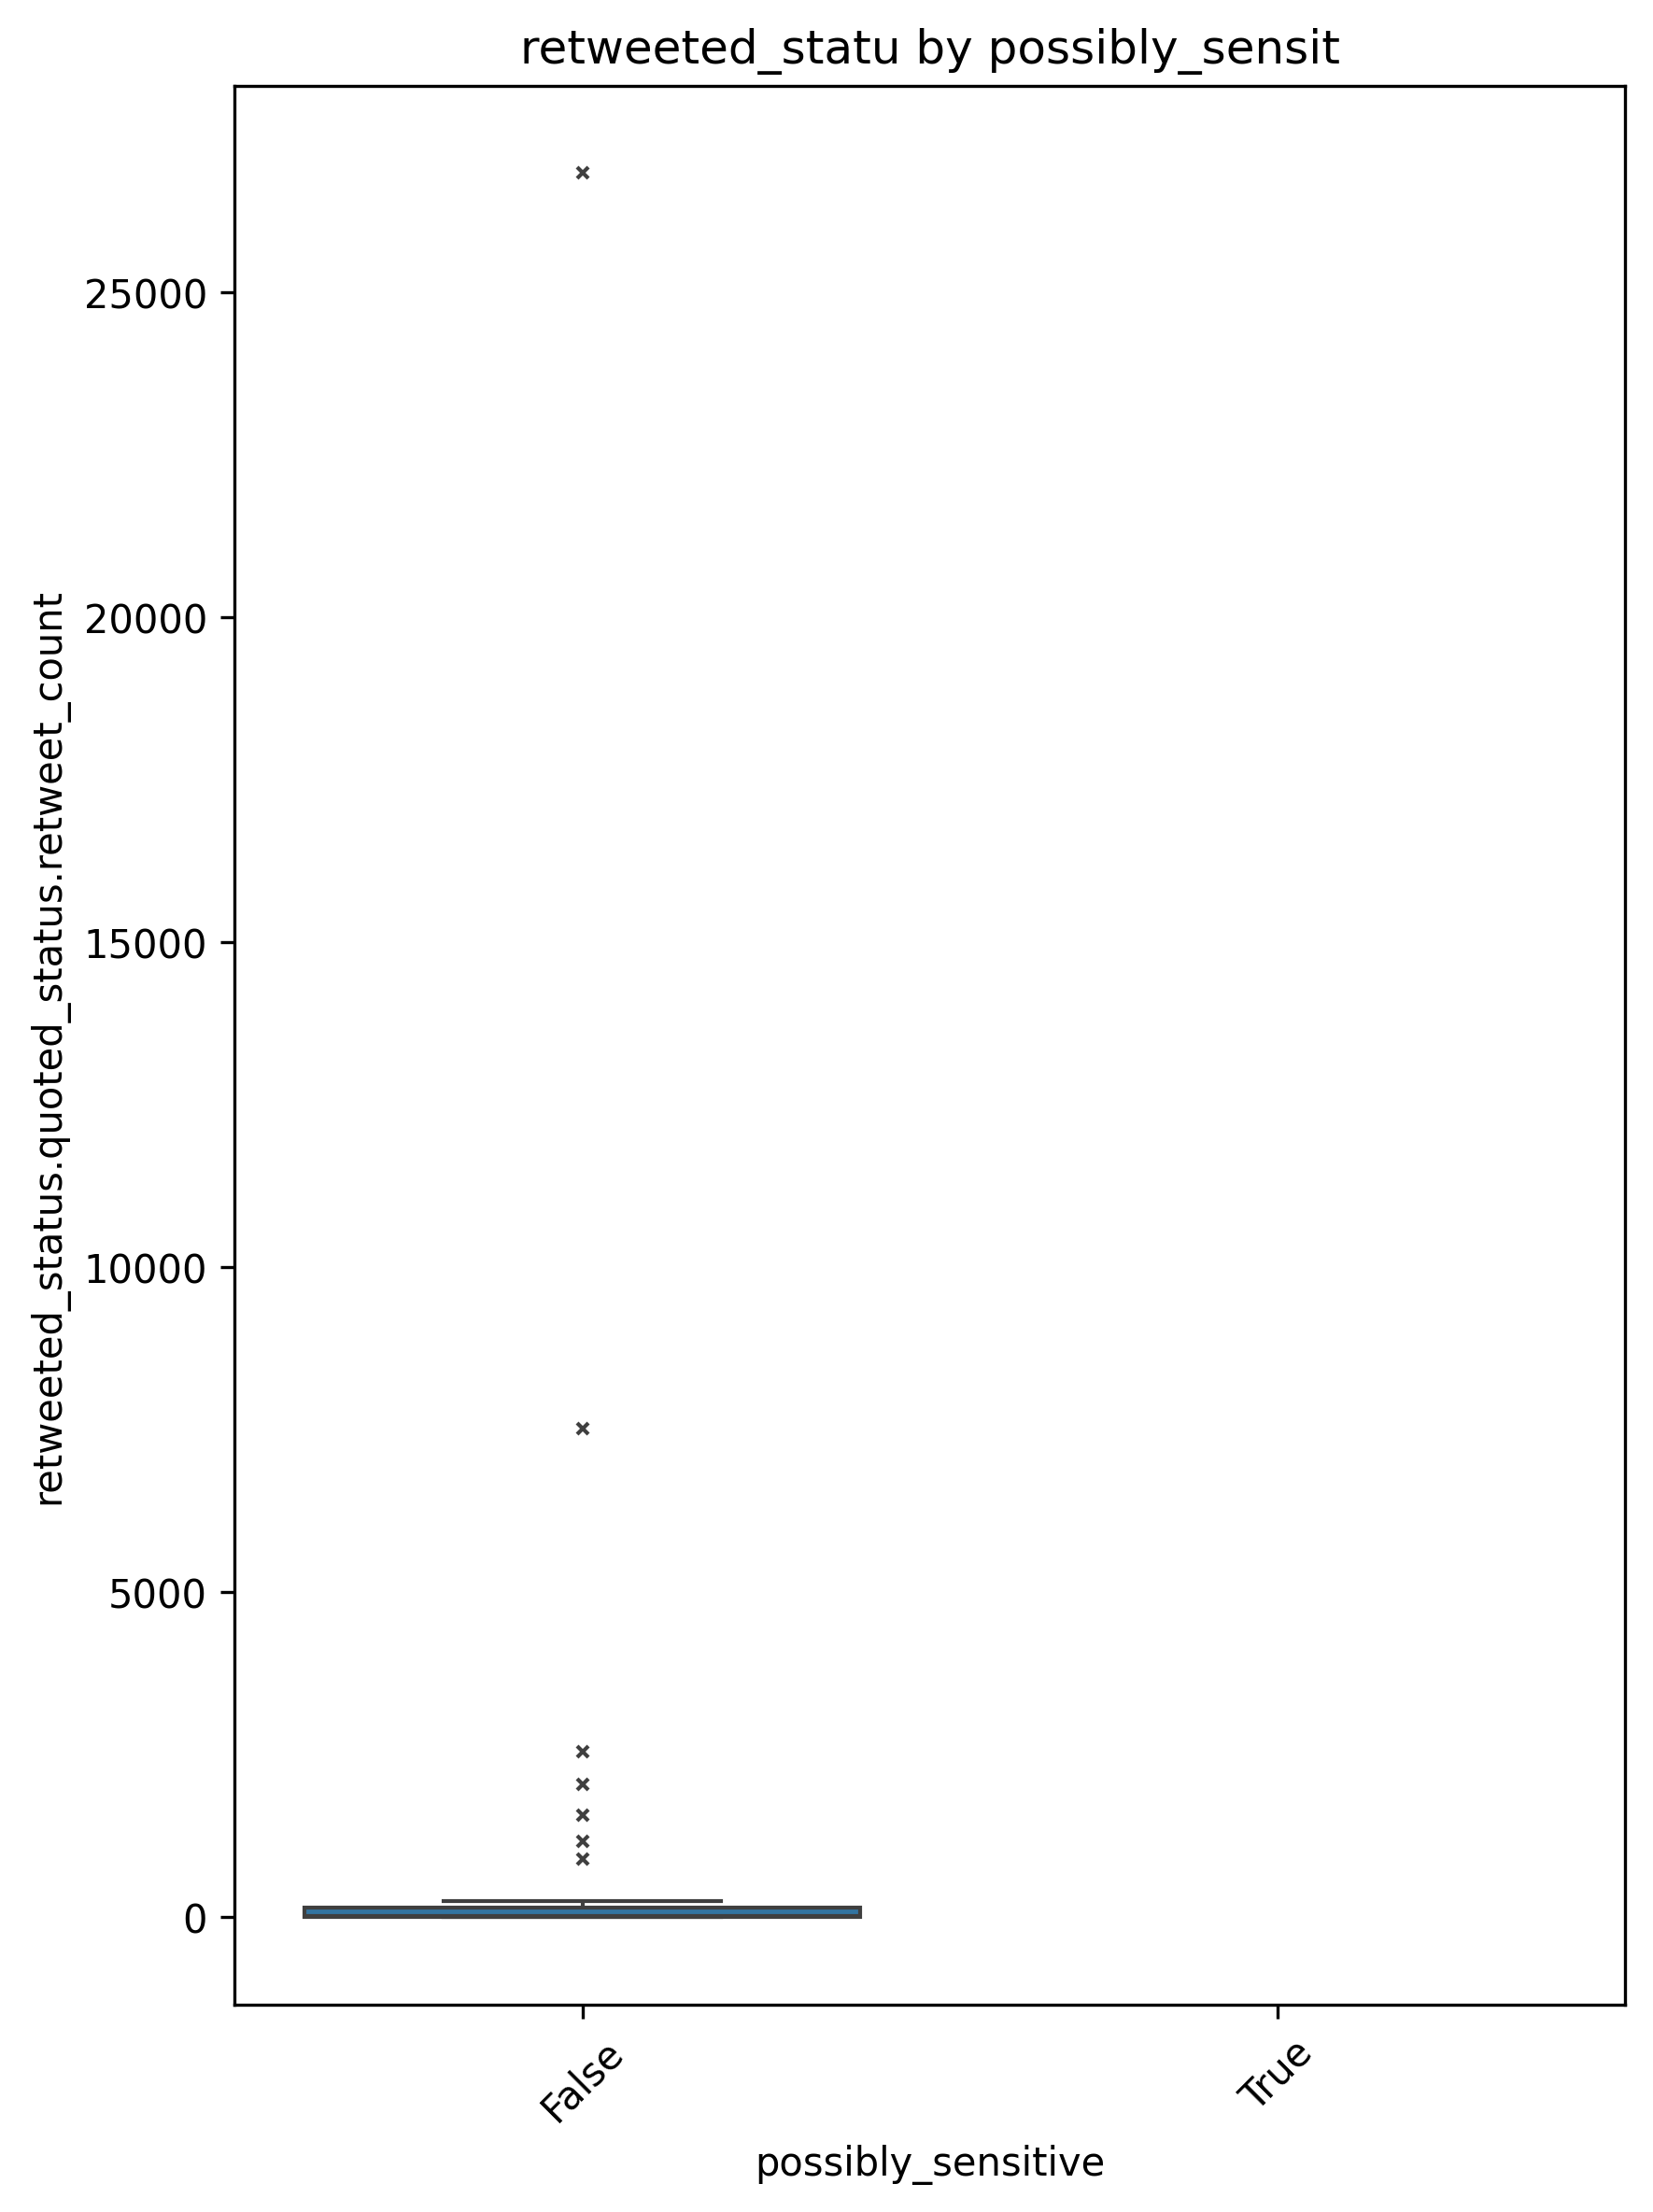 retweeted_statu by possibly_sensit
retweeted_status.quoted_status.retweet_count
25000
20000
15000
10000
5000
0
False
True
possibly_sensitive